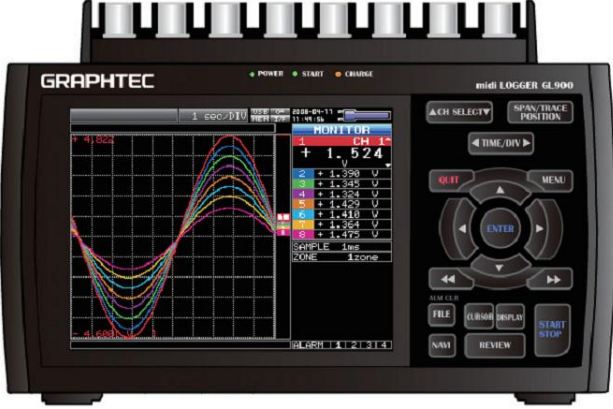 GRAPHTEC
POWER START CHARGE
midi LOGGER GL900
1 sec/DIV
2008-04-11
11:49:56
+ 4.822
MONITOR
1 CH 1
+ 1.524
V
2 + 1.390 V
3 + 1.345 V
4 + 1.324 V
5 + 1.429 V
6 + 1.410 V
7 + 1.364 V
8 + 1.475 V
SAMPLE 1ms
ZONE 1zone
ALARM 1 2 3 4
▲CH SELECT▼
SPAN/TRACE
POSITION
◀TIME/DIV▶
QUIT
MENU
ENTER
ALM CLR
FILE
CURSOR
DISPLAY
START
STOP
NAVI
REVIEW